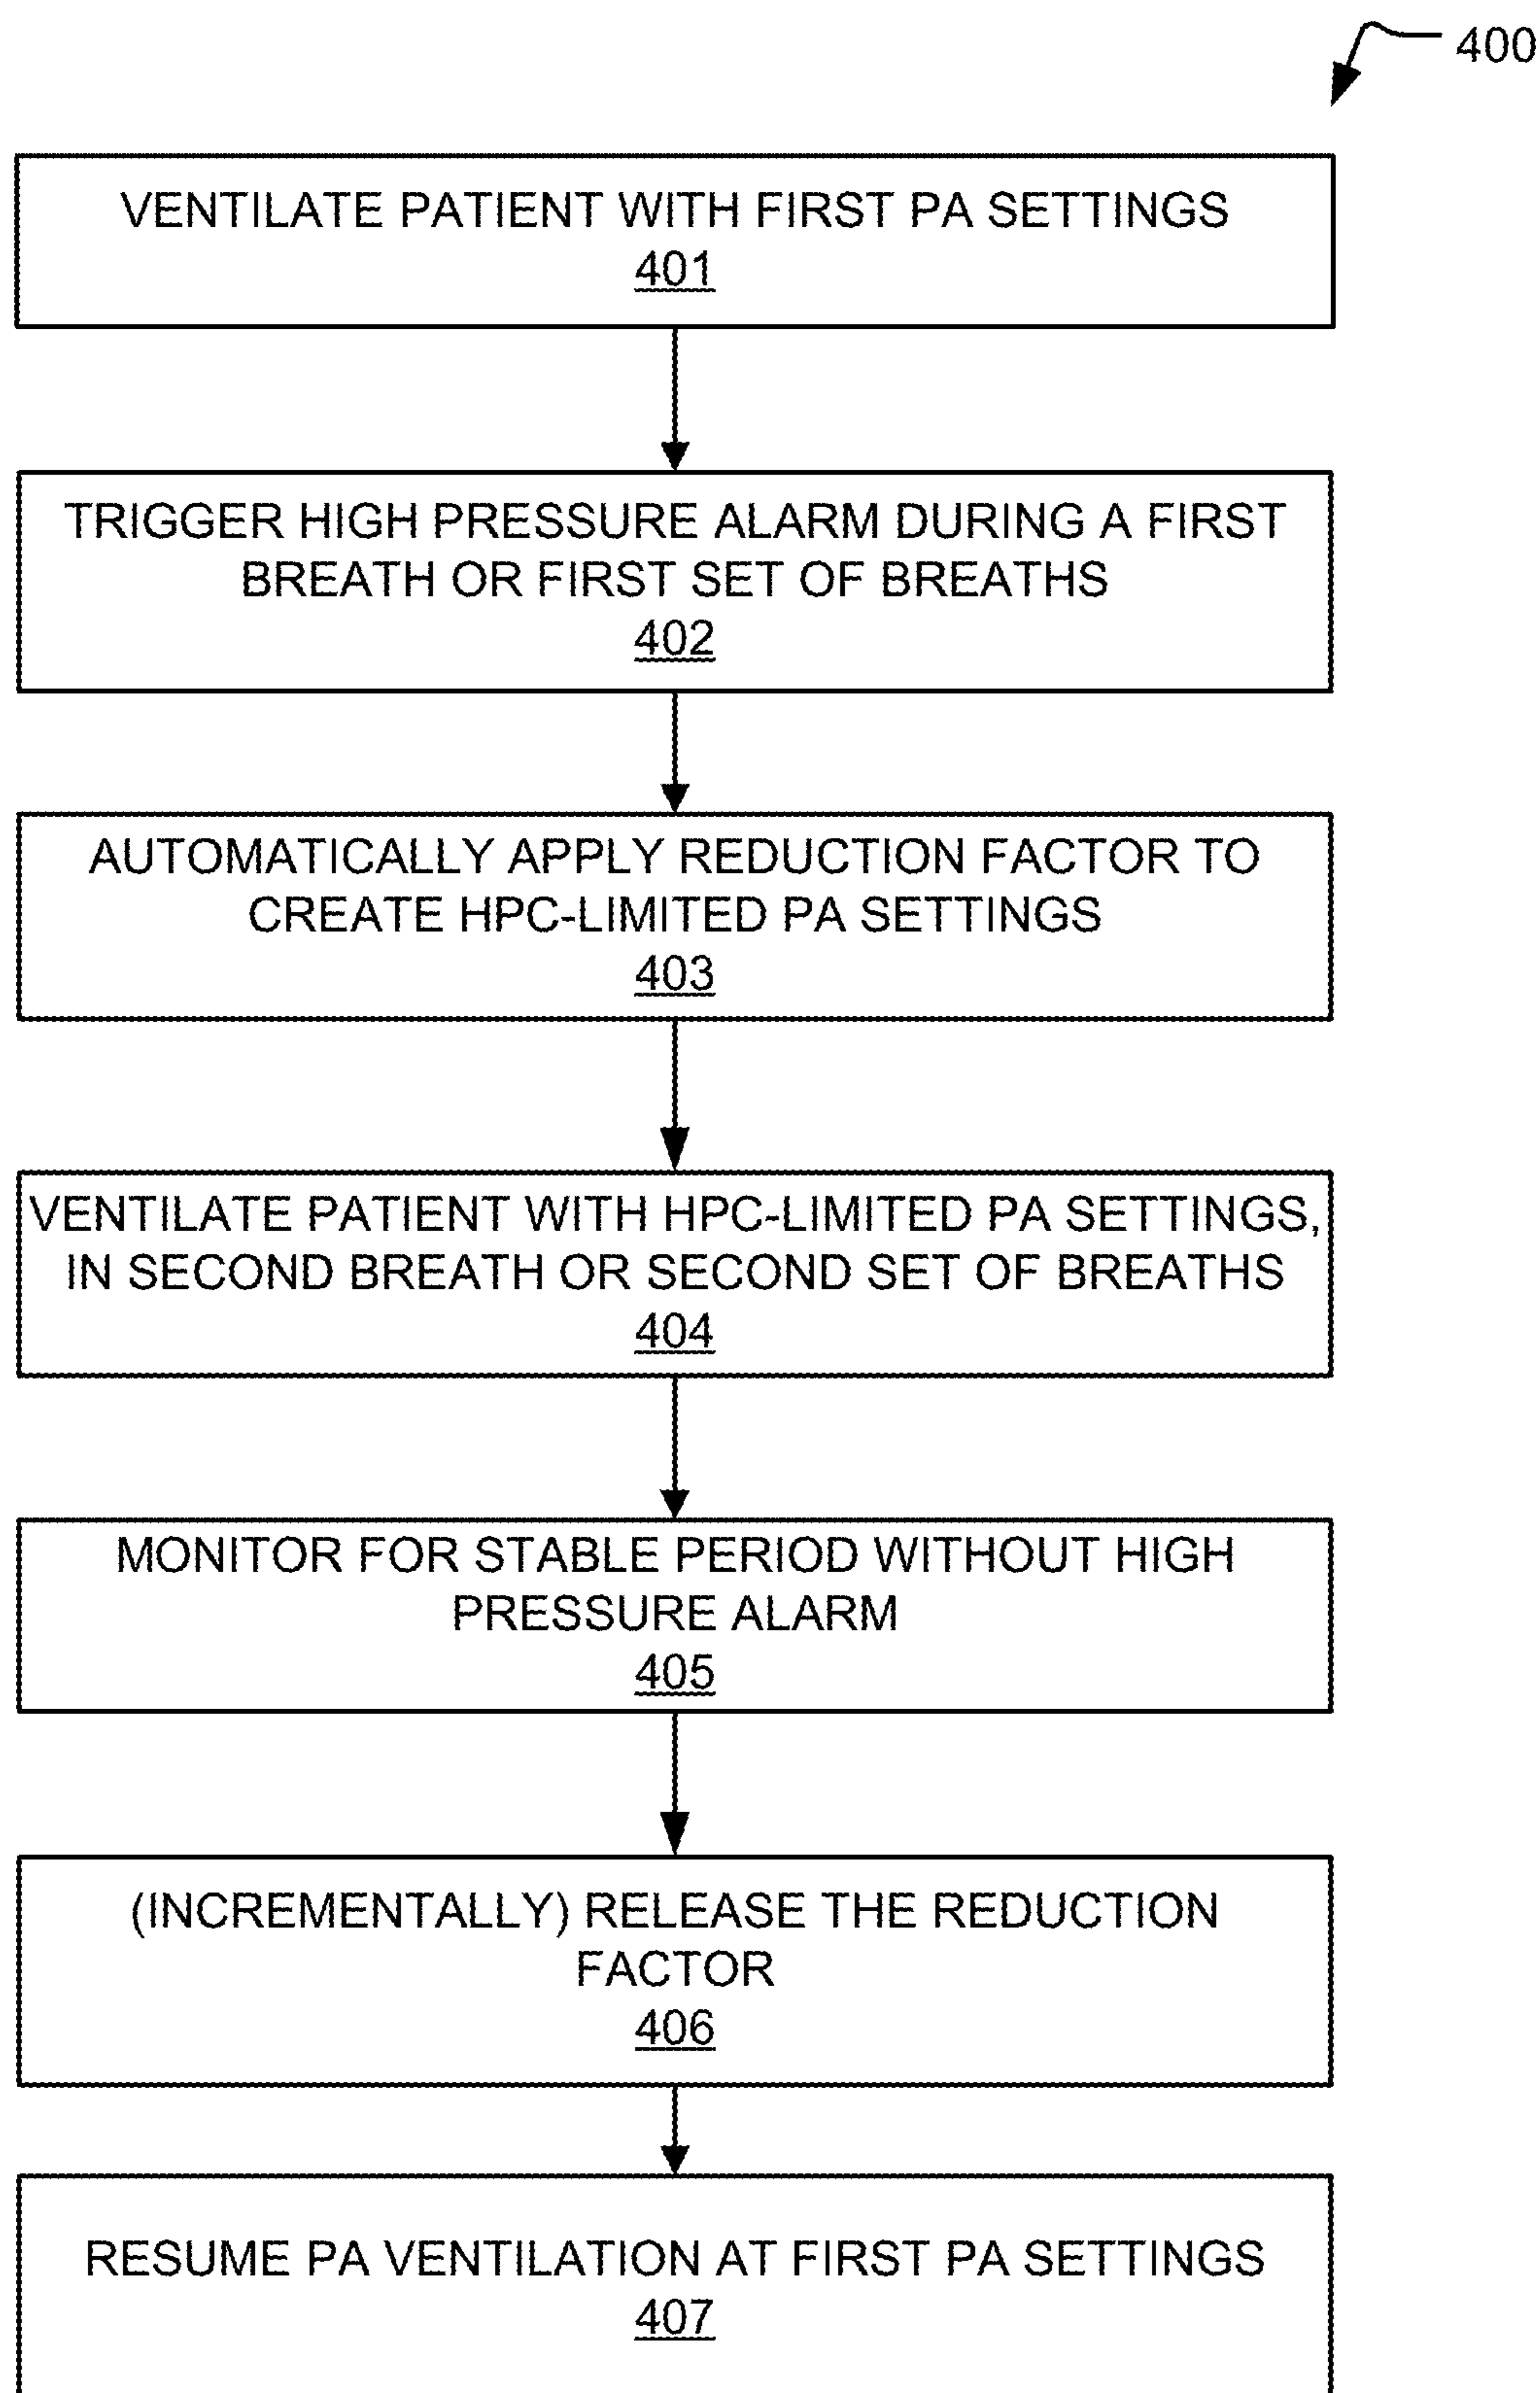 400
VENTILATE PATIENT WITH FIRST PA SETTINGS
401
TRIGGER HIGH PRESSURE ALARM DURING A FIRST
BREATH OR FIRST SET OF BREATHS
402
AUTOMATICALLY APPLY REDUCTION FACTOR TO
CREATE HPC-LIMITED PA SETTINGS
403
VENTILATE PATIENT WITH HPC-LIMITED PA SETTINGS,
IN SECOND BREATH OR SECOND SET OF BREATHS
404
MONITOR FOR STABLE PERIOD WITHOUT HIGH
PRESSURE ALARM
405
(INCREMENTALLY) RELEASE THE REDUCTION
FACTOR
406
RESUME PA VENTILATION AT FIRST PA SETTINGS
407